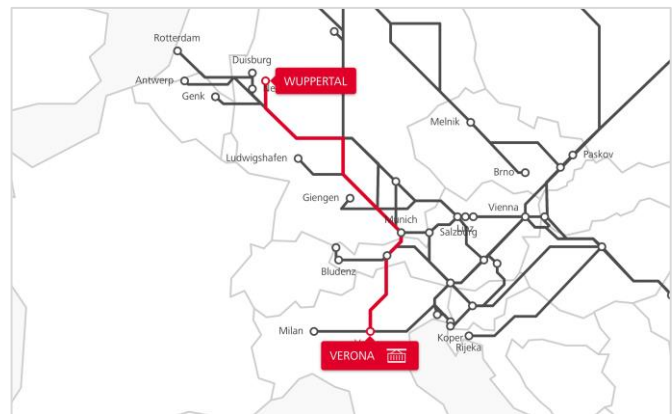 Rotterdam
Duisburg
WUPPERTAL
Antwerp
Genk
Melnik
Paskov
Ludwigshafen
Brno
Giengen
Vienna
Munich
Salzburg
Bludenz
Milan
Koper
Rijeka
VERONA